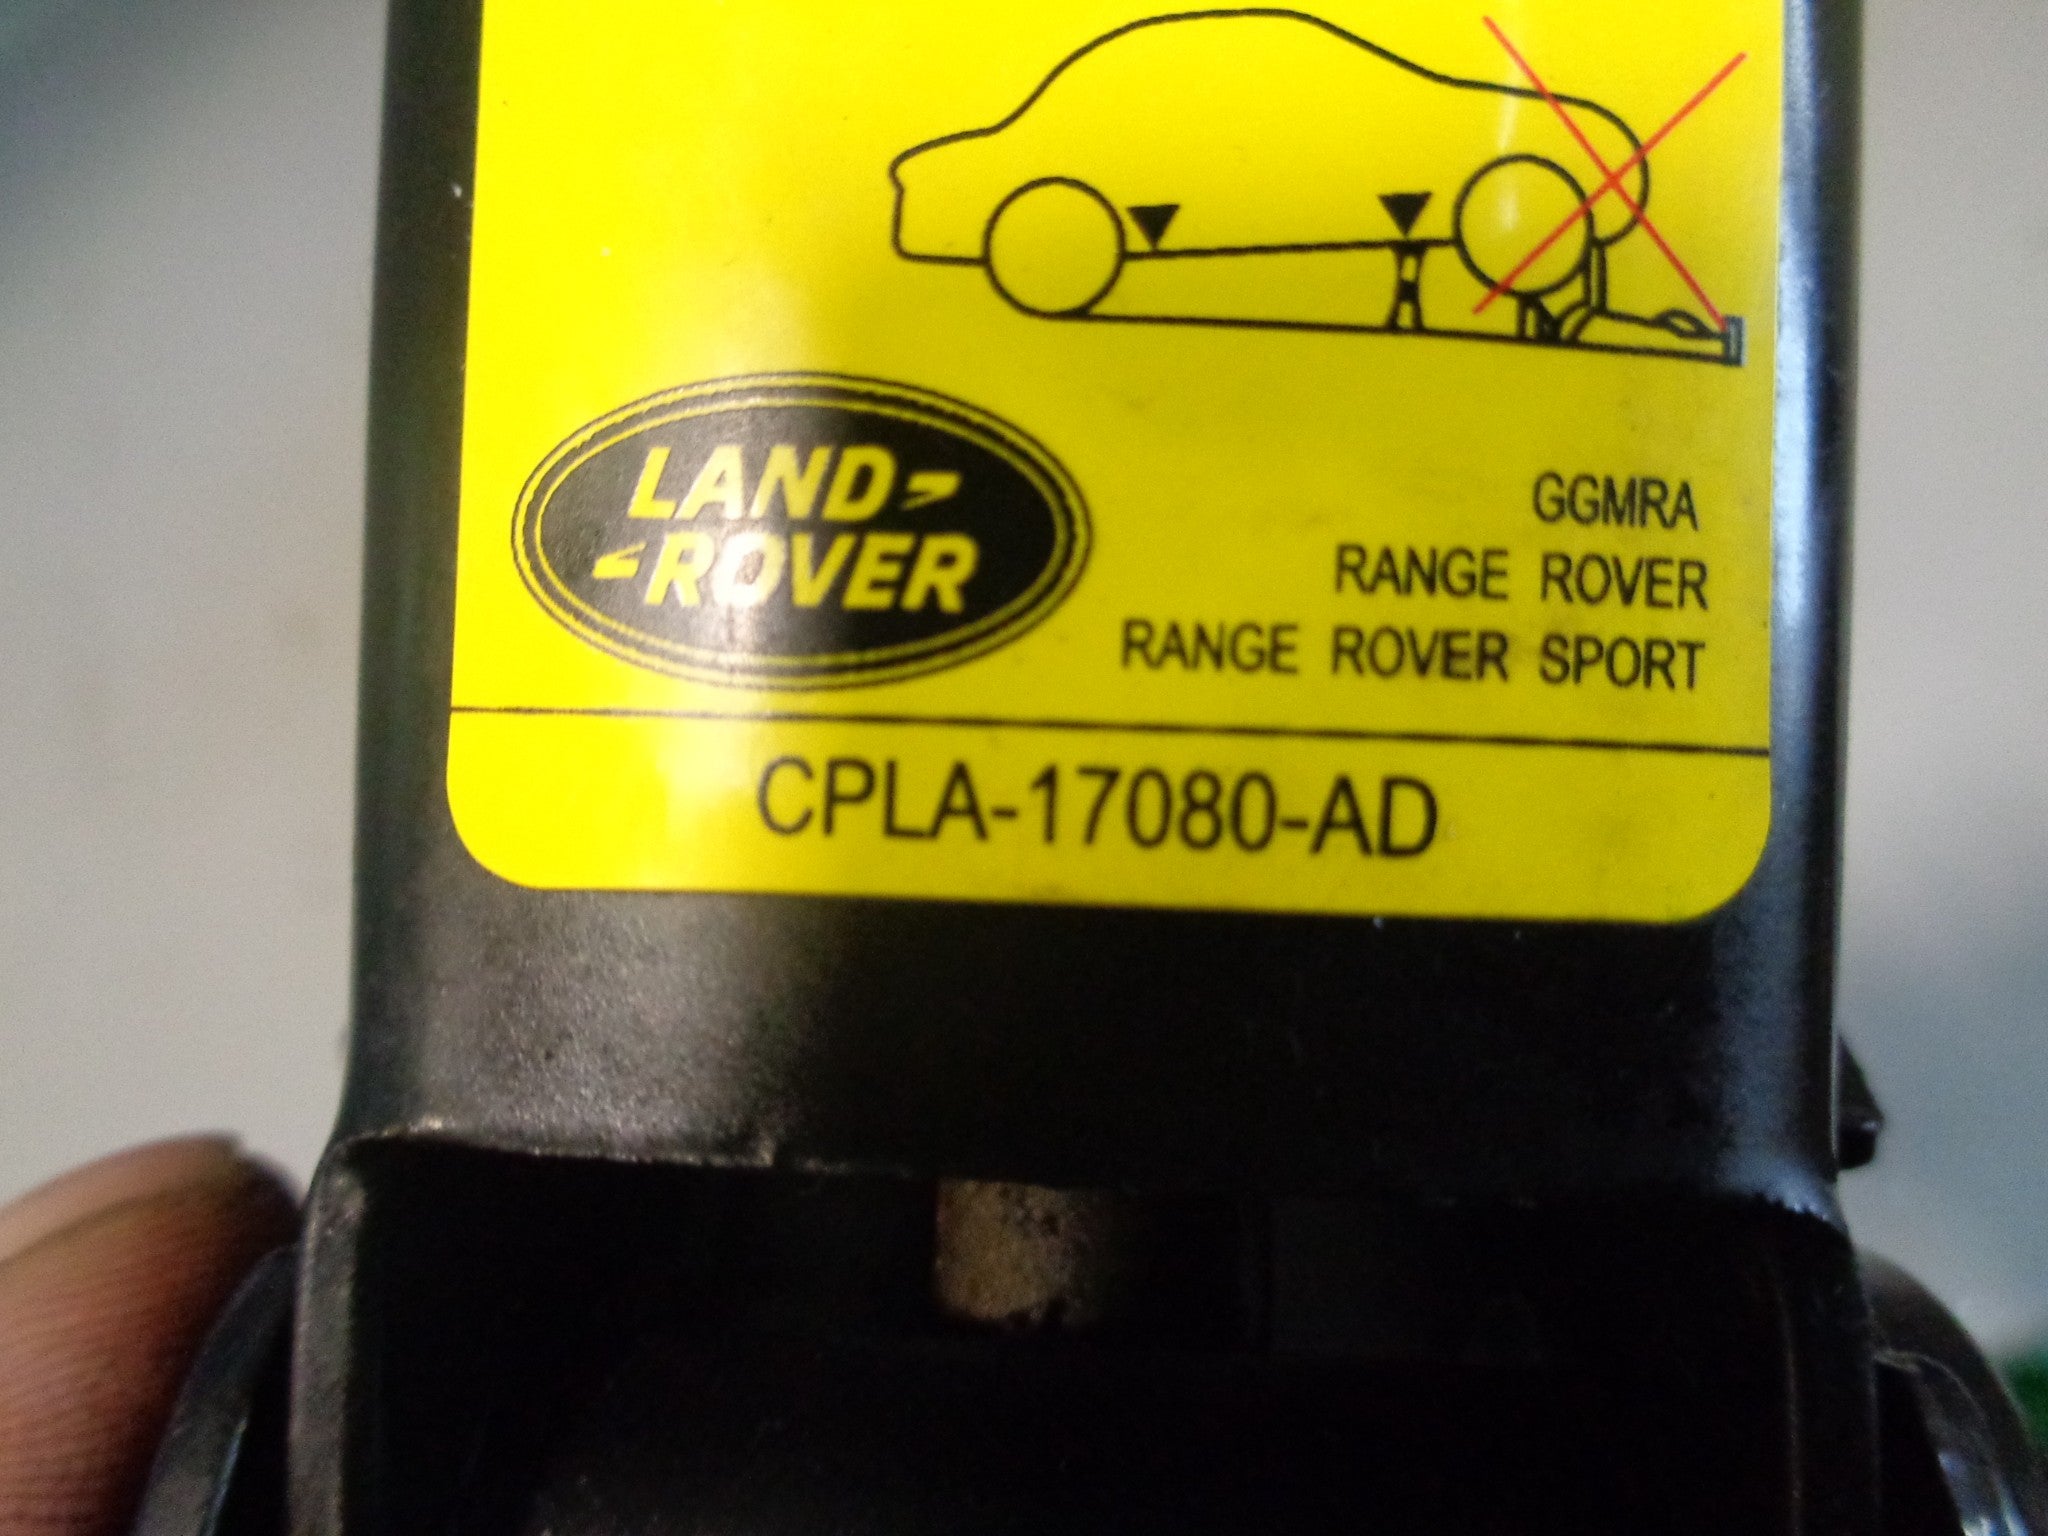 LAND
ROVER
GGMRA
RANGE ROVER
RANGE ROVER SPORT
CPLA-17080-AD